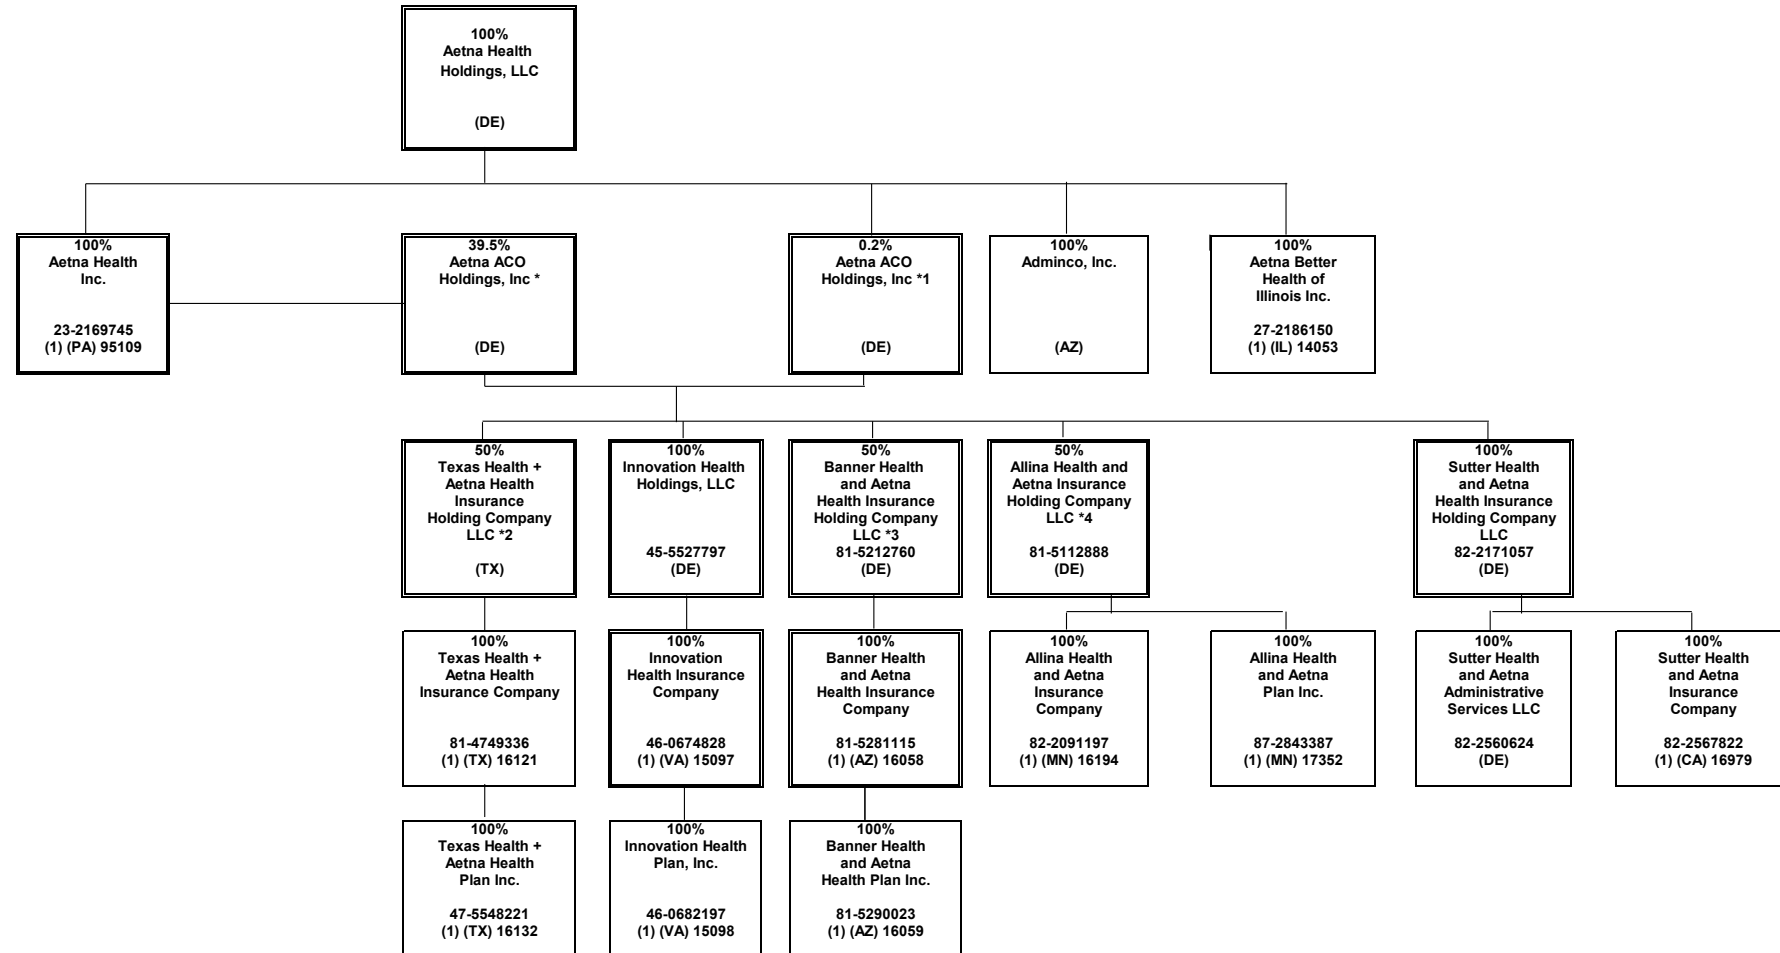 100%
Aetna Health
Holdings, LLC
(DE)
100%
Aetna Health
Inc.
23-2169745
(1) (PA) 95109
39.5%
Aetna ACO
Holdings, Inc *
(DE)
0.2%
Aetna ACO
Holdings, Inc *1
(DE)
100%
Adminco, Inc.
(AZ)
100%
Aetna Better
Health of
Illinois Inc.
27-2186150
(1) (IL) 14053
50%
Texas Health +
Aetna Health
Insurance
Holding Company
LLC *2
(TX)
100%
Innovation Health
Holdings, LLC
45-5527797
(DE)
50%
Banner Health
and Aetna
Health Insurance
Holding Company
LLC *3
81-5212760
(DE)
50%
Allina Health and
Aetna Insurance
Holding Company
LLC *4
81-5112888
(DE)
100%
Sutter Health
and Aetna
Health Insurance
Holding Company
LLC
82-2171057
(DE)
100%
Texas Health +
Aetna Health
Insurance Company
81-4749336
(1) (TX) 16121
100%
Innovation
Health Insurance
Company
46-0674828
(1) (VA) 15097
100%
Banner Health
and Aetna
Health Insurance
Company
81-5281115
(1) (AZ) 16058
100%
Allina Health
and Aetna
Insurance
Company
82-2091197
(1) (MN) 16194
100%
Allina Health
and Aetna
Plan Inc.
87-2843387
(1) (MN) 17352
100%
Sutter Health
and Aetna
Administrative
Services LLC
82-2560624
(DE)
100%
Sutter Health
and Aetna
Insurance
Company
82-2567822
(1) (CA) 16979
100%
Texas Health +
Aetna Health
Plan Inc.
47-5548221
(1) (TX) 16132
100%
Innovation Health
Plan, Inc.
46-0682197
(1) (VA) 15098
100%
Banner Health
and Aetna
Health Plan Inc.
81-5290023
(1) (AZ) 16059